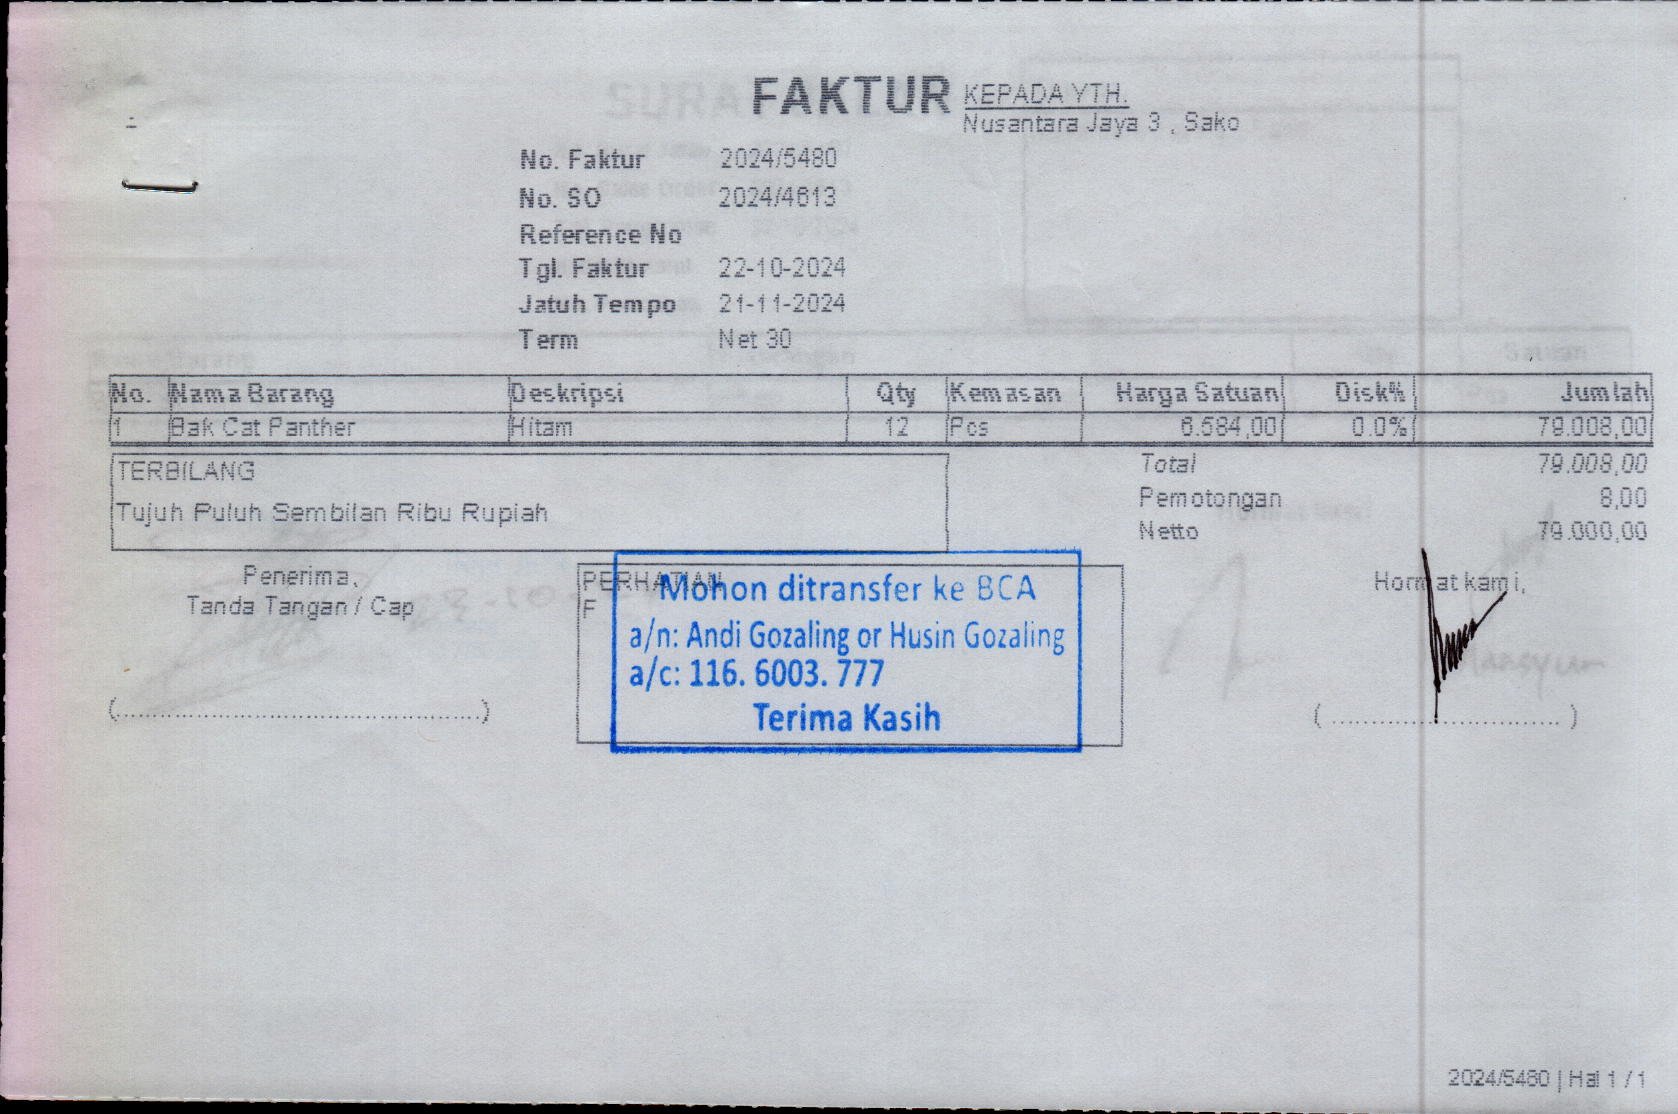 FAKTUR
KEPADA YTH.
Nusantara Jaya 3 , Sako
No. Faktur 2024/5480
No. SO 2024/4613
Reference No
Tgl. Faktur 22-10-2024
Jatuh Tempo 21-11-2024
Term Net 30
No. Nama Barang Deskripsi Qty Kemasan Harga Satuan Disk% Jumlah
1 Bak Cat Panther Hitam 12 Pcs 6.584,00 0.0% 79.008,00
TERBILANG
Tujuh Puluh Sembilan Ribu Rupiah
Total 79.008,00
Pemotongan 8,00
Netto 79.000,00
Penerima,
Tanda Tangan / Cap
(................................................)
PERHATIAN
F
Mohon ditransfer ke BCA
a/n: Andi Gozaling or Husin Gozaling
a/c: 116. 6003. 777
Terima Kasih
Hormat kami,
( .............................. )
2024/5480 | Hal 1 / 1